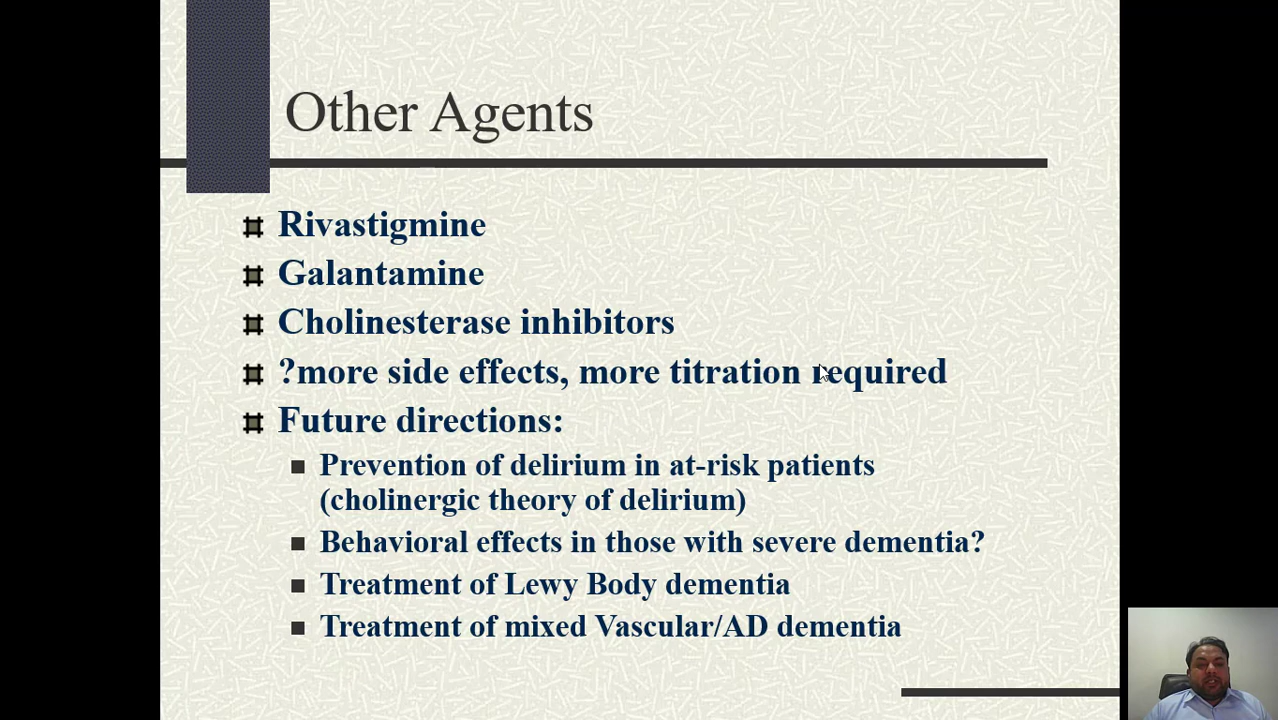 Other Agents
Rivastigmine
Galantamine
Cholinesterase inhibitors
?more side effects, more titration required
Future directions:
Prevention of delirium in at-risk patients
(cholinergic theory of delirium)
Behavioral effects in those with severe dementia?
Treatment of Lewy Body dementia
Treatment of mixed Vascular/AD dementia